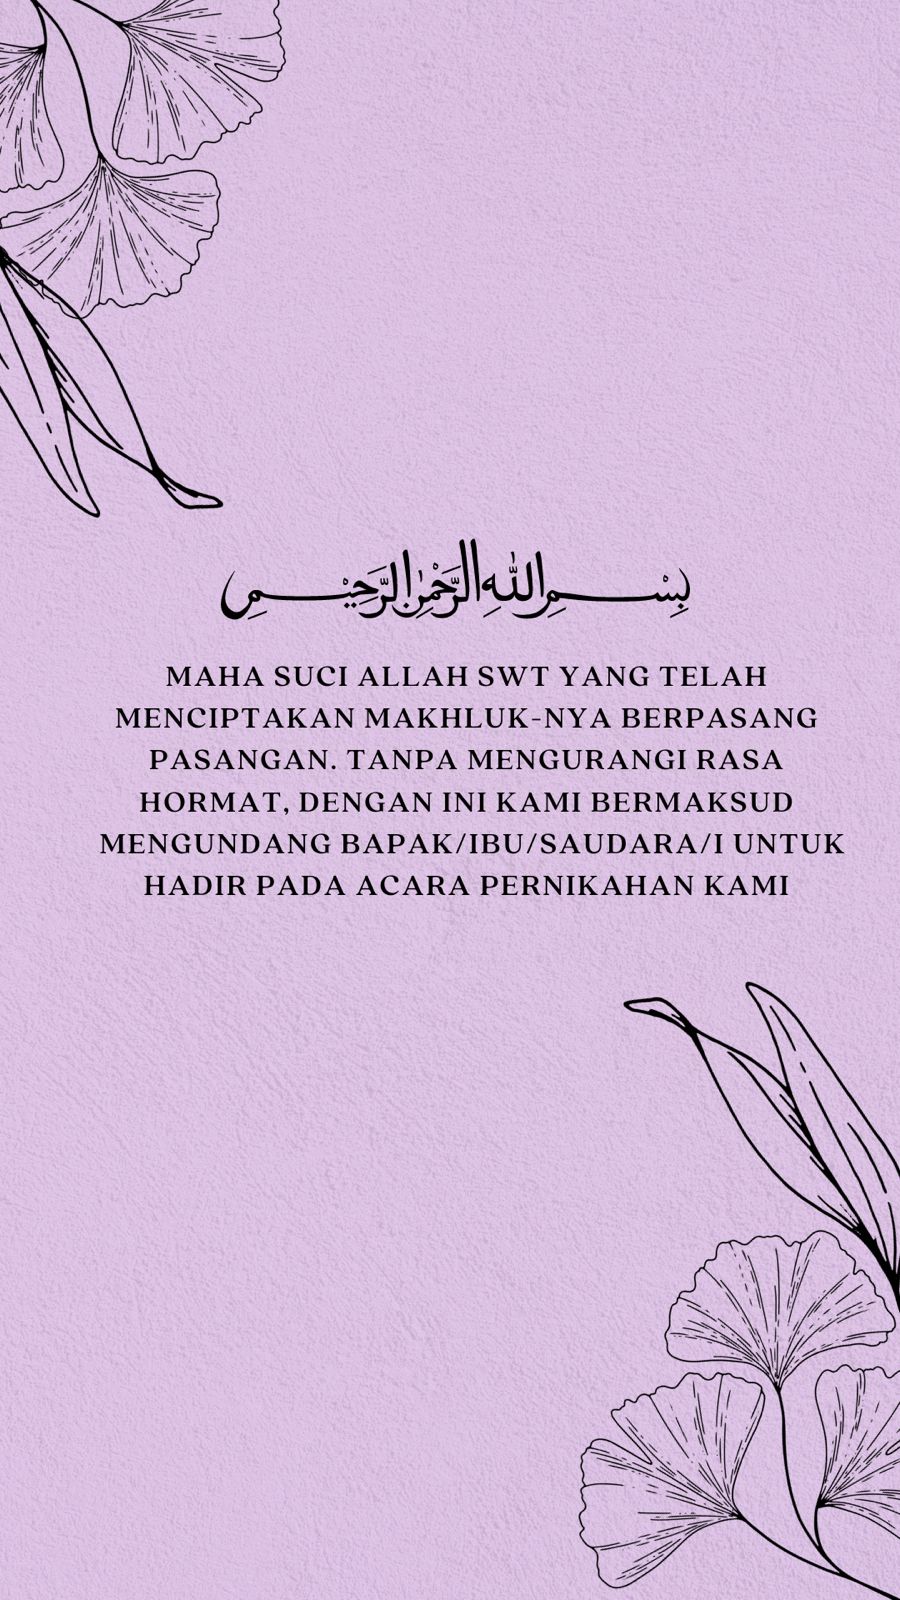 بِسْمِ اللهِ الرَّحْمٰنِ الرَّحِيْمِ
MAHA SUCI ALLAH SWT YANG TELAH
MENCIPTAKAN MAKHLUK-NYA BERPASANG
PASANGAN. TANPA MENGURANGI RASA
HORMAT, DENGAN INI KAMI BERMAKSUD
MENGUNDANG BAPAK/IBU/SAUDARA/I UNTUK
HADIR PADA ACARA PERNIKAHAN KAMI